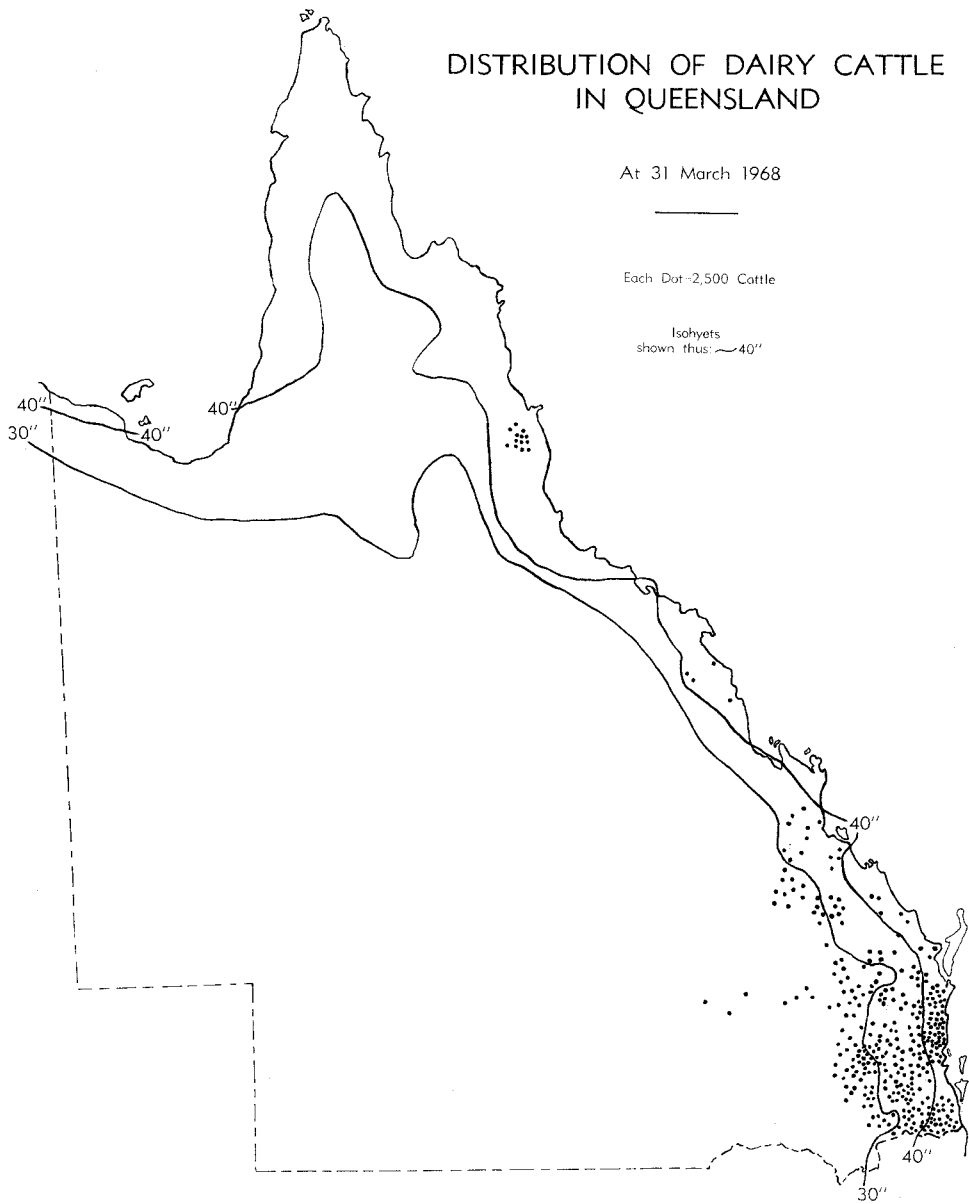 DISTRIBUTION OF DAIRY CATTLE
IN QUEENSLAND
At 31 March 1968
Each Dot=2,500 Cattle
Isohyets
shown thus: 40"
40"
40"
40"
30"
40"
40"
30"